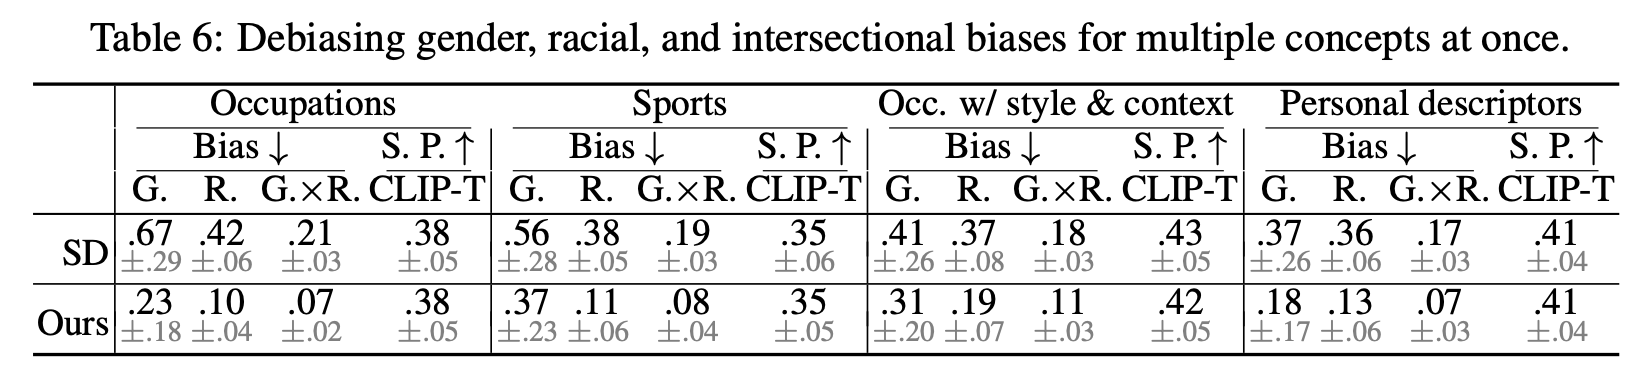 Table 6: Debiasing gender, racial, and intersectional biases for multiple concepts at once.
Occupations Sports Occ. w/ style & context Personal descriptors
Bias ↓ S. P. ↑ Bias ↓ S. P. ↑ Bias ↓ S. P. ↑ Bias ↓ S. P. ↑
G. R. G.×R. CLIP-T G. R. G.×R. CLIP-T G. R. G.×R. CLIP-T G. R. G.×R. CLIP-T
SD .67 .42 .21 .38 .56 .38 .19 .35 .41 .37 .18 .43 .37 .36 .17 .41
±.29 ±.06 ±.03 ±.05 ±.28 ±.05 ±.03 ±.06 ±.26 ±.08 ±.03 ±.05 ±.26 ±.06 ±.03 ±.04
Ours .23 .10 .07 .38 .37 .11 .08 .35 .31 .19 .11 .42 .18 .13 .07 .41
±.18 ±.04 ±.02 ±.05 ±.23 ±.06 ±.04 ±.05 ±.20 ±.07 ±.03 ±.05 ±.17 ±.06 ±.03 ±.04